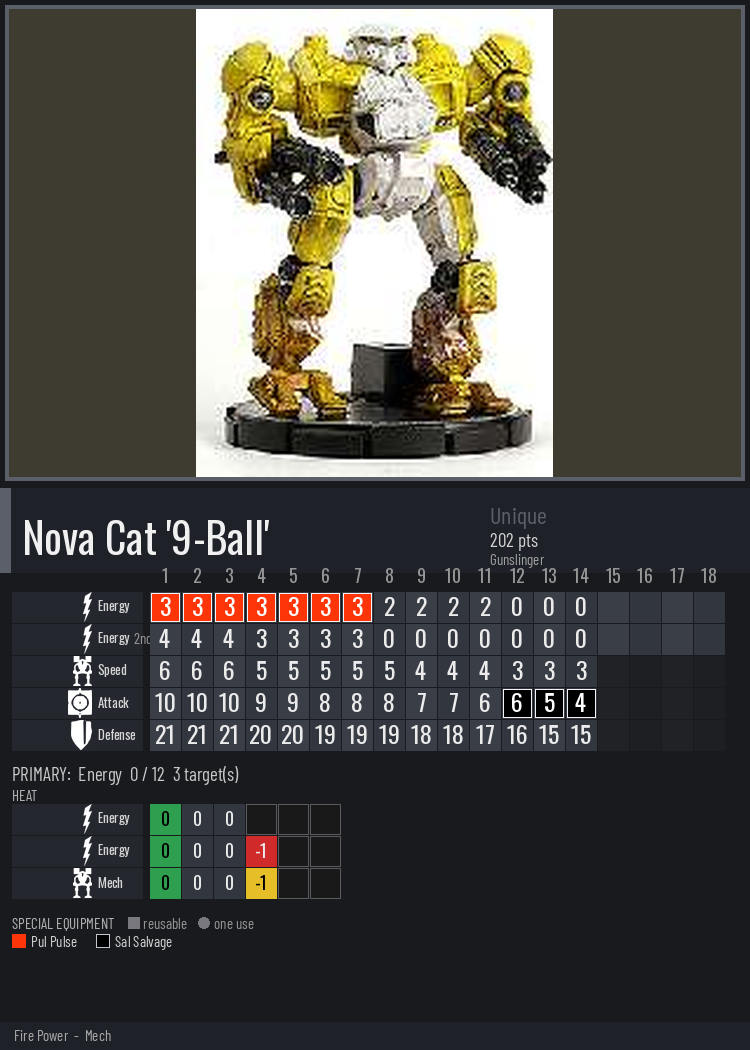 Nova Cat '9-Ball'
Unique
202 pts
Gunslinger
1 2 3 4 5 6 7 8 9 10 11 12 13 14 15 16 17 18
Energy 3 3 3 3 3 3 3 2 2 2 2 0 0 0
Energy 2nd 4 4 4 3 3 3 3 0 0 0 0 0 0 0
Speed 6 6 6 5 5 5 5 5 4 4 4 3 3 3
Attack 10 10 10 9 9 8 8 8 7 7 6 6 5 4
Defense 21 21 21 20 20 19 19 19 18 18 17 16 15 15
PRIMARY: Energy 0 / 12 3 target(s)
HEAT
Energy 0 0 0
Energy 0 0 0 -1
Mech 0 0 0 -1
SPECIAL EQUIPMENT reusable one use
Pul Pulse Sal Salvage
Fire Power - Mech